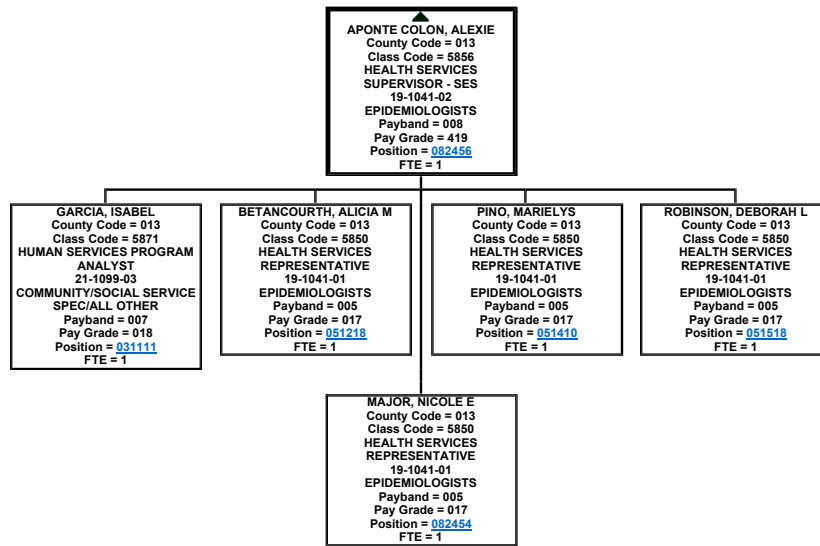 APONTE COLON, ALEXIE
County Code = 013
Class Code = 5856
HEALTH SERVICES
SUPERVISOR - SES
19-1041-02
EPIDEMIOLOGISTS
Payband = 008
Pay Grade = 419
Position = 082456
FTE = 1
GARCIA, ISABEL
County Code = 013
Class Code = 5871
HUMAN SERVICES PROGRAM
ANALYST
21-1099-03
COMMUNITY/SOCIAL SERVICE
SPEC/ALL OTHER
Payband = 007
Pay Grade = 018
Position = 031111
FTE = 1
BETANCOURTH, ALICIA M
County Code = 013
Class Code = 5850
HEALTH SERVICES
REPRESENTATIVE
19-1041-01
EPIDEMIOLOGISTS
Payband = 005
Pay Grade = 017
Position = 051218
FTE = 1
PINO, MARIELYS
County Code = 013
Class Code = 5850
HEALTH SERVICES
REPRESENTATIVE
19-1041-01
EPIDEMIOLOGISTS
Payband = 005
Pay Grade = 017
Position = 051410
FTE = 1
ROBINSON, DEBORAH L
County Code = 013
Class Code = 5850
HEALTH SERVICES
REPRESENTATIVE
19-1041-01
EPIDEMIOLOGISTS
Payband = 005
Pay Grade = 017
Position = 051518
FTE = 1
MAJOR, NICOLE E
County Code = 013
Class Code = 5850
HEALTH SERVICES
REPRESENTATIVE
19-1041-01
EPIDEMIOLOGISTS
Payband = 005
Pay Grade = 017
Position = 082454
FTE = 1